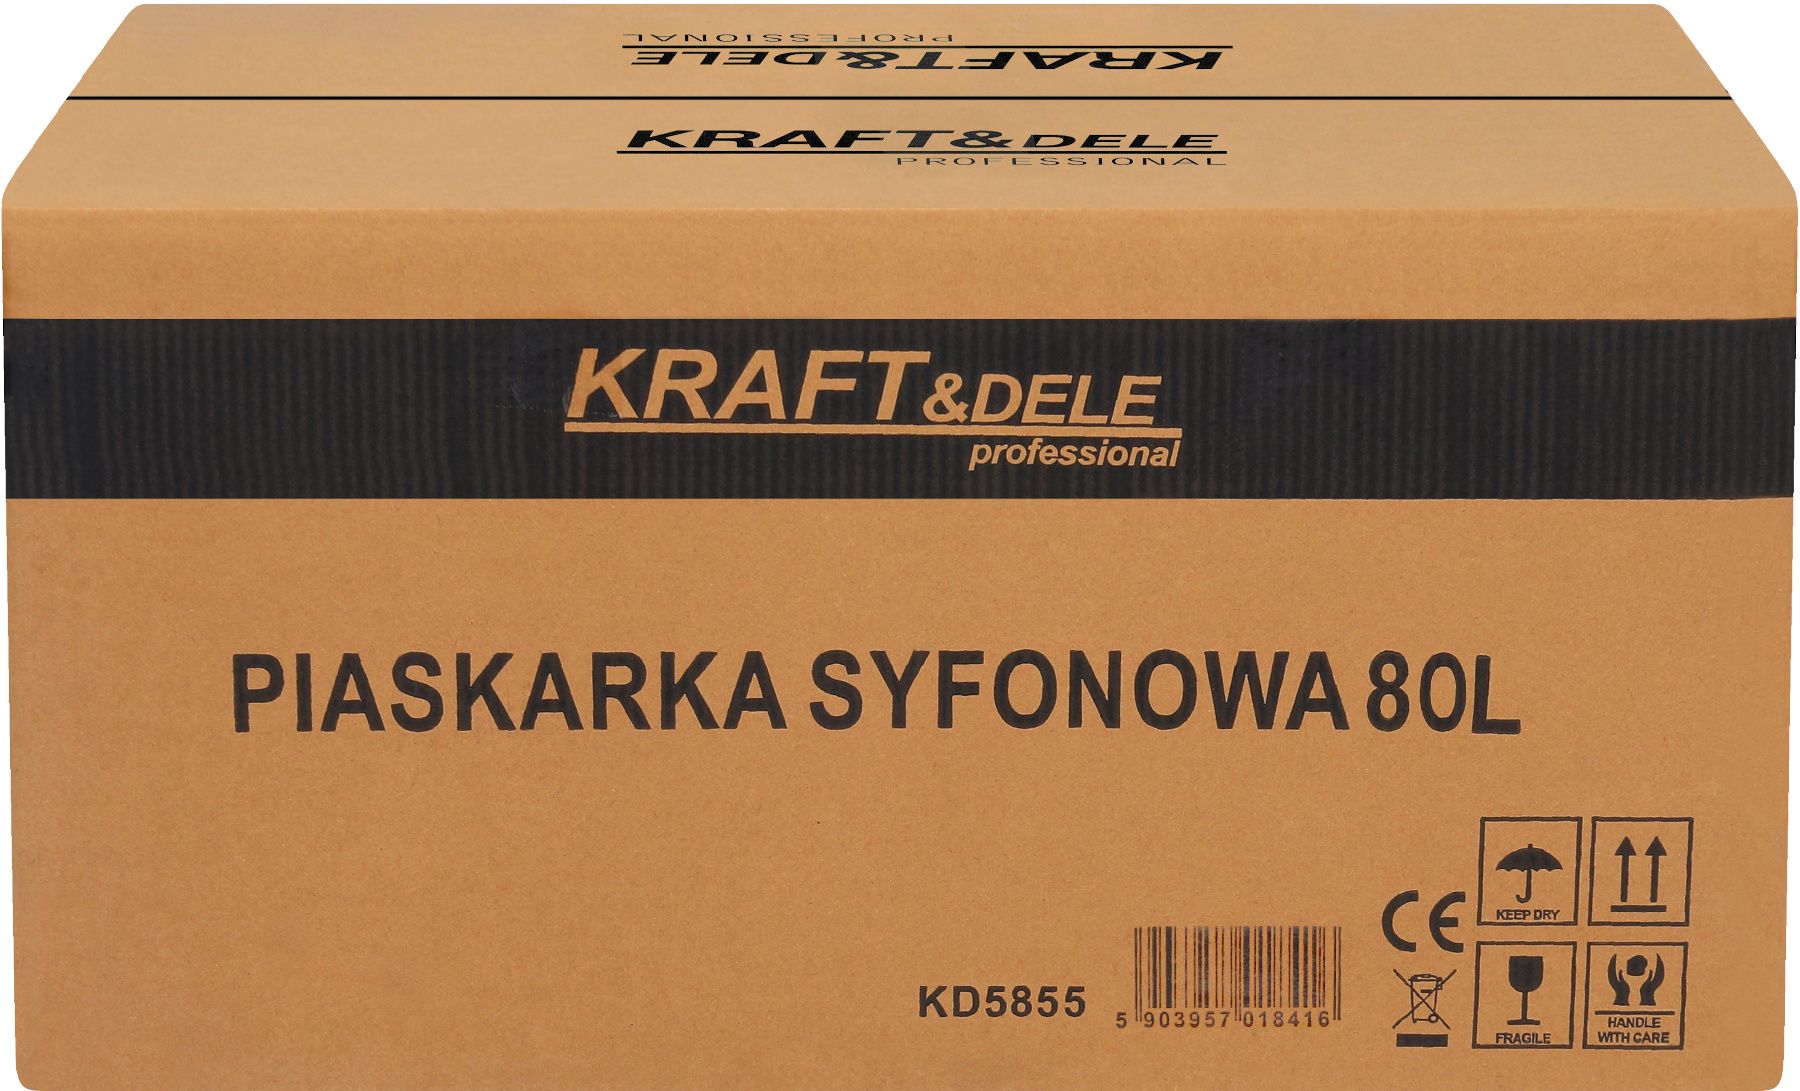 KRAFT&DELE
PROFESSIONAL
KRAFT&DELE
PROFESSIONAL
KRAFT&DELE
professional
PIASKARKA SYFONOWA 80L
KD5855
5 903957 018416
CE
KEEP DRY
FRAGILE
HANDLE
WITH CARE